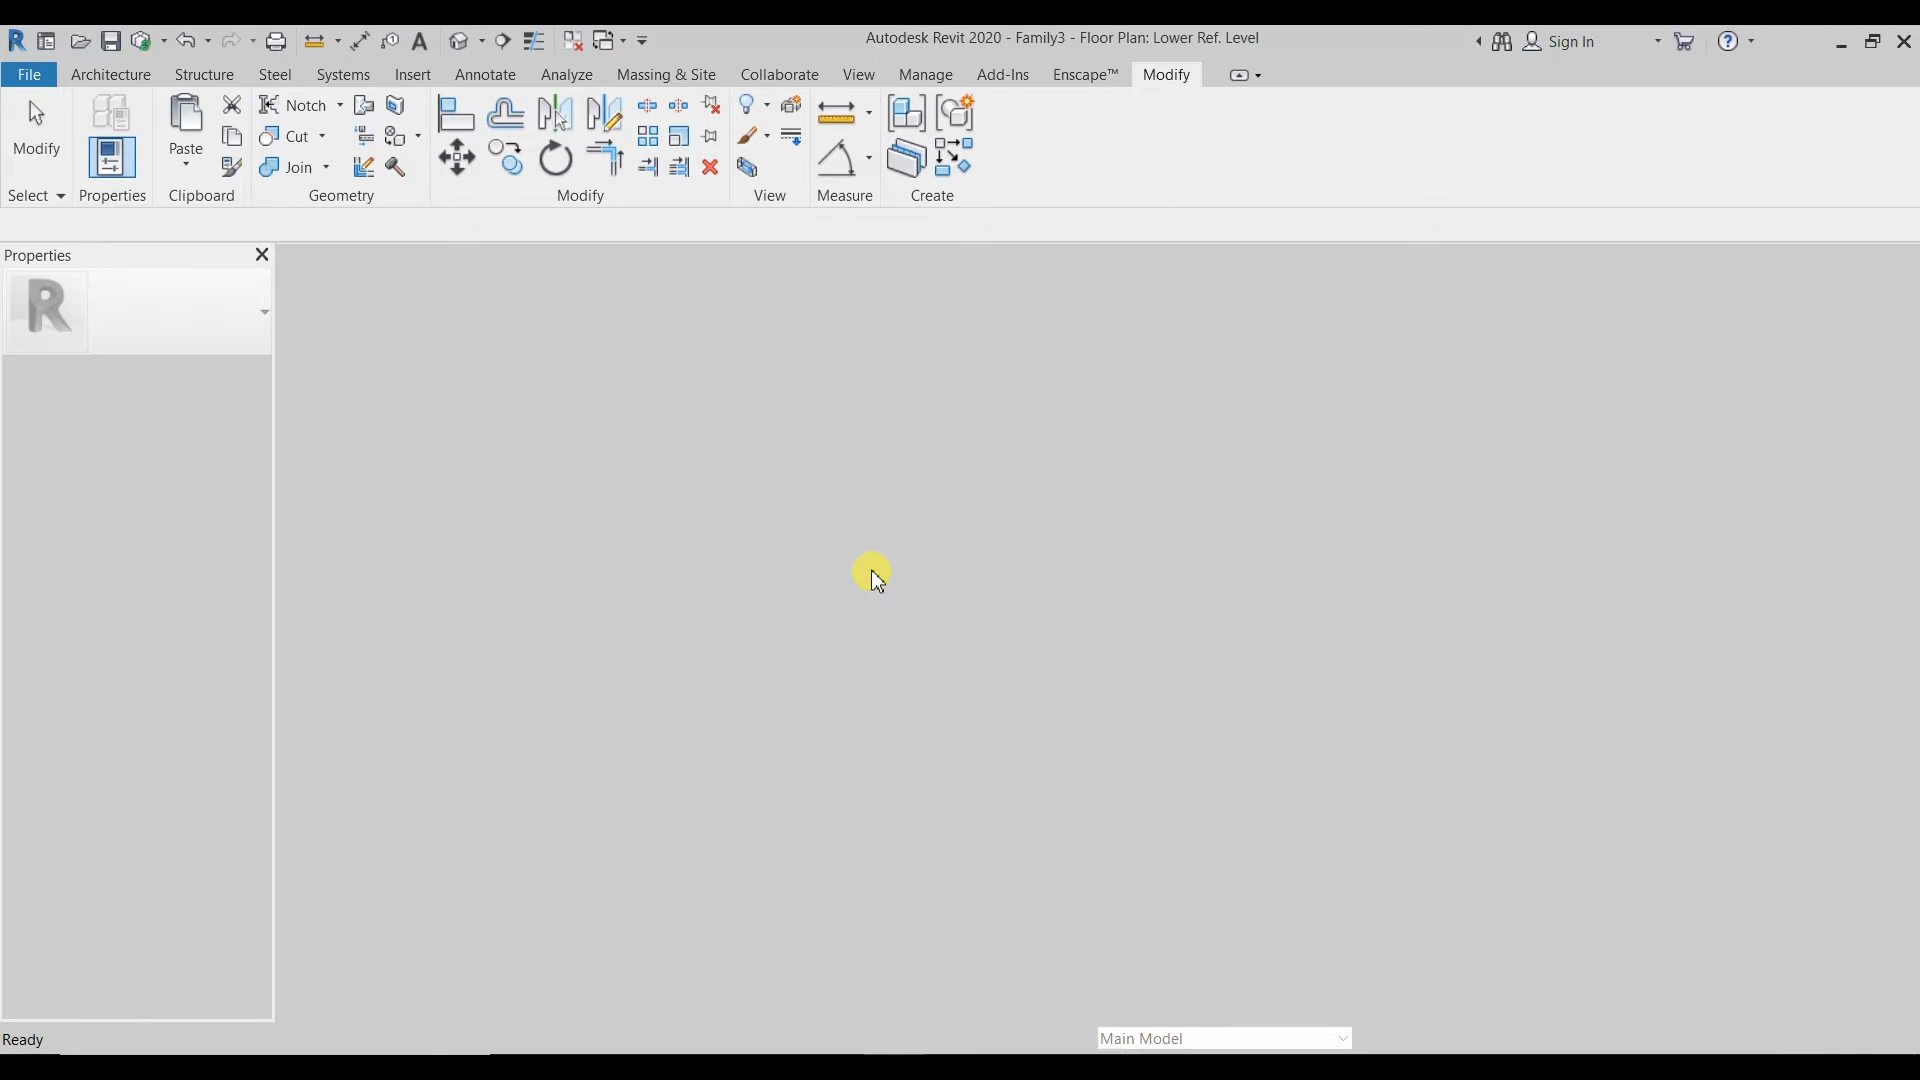 Autodesk Revit 2020 - Family3 - Floor Plan: Lower Ref. Level
Sign In
File Architecture Structure Steel Systems Insert Annotate Analyze Massing & Site Collaborate View Manage Add-Ins Enscape™ Modify
Modify
Paste
Notch
Cut
Join
Select Properties Clipboard Geometry Modify View Measure Create
Properties
R
Ready
Main Model